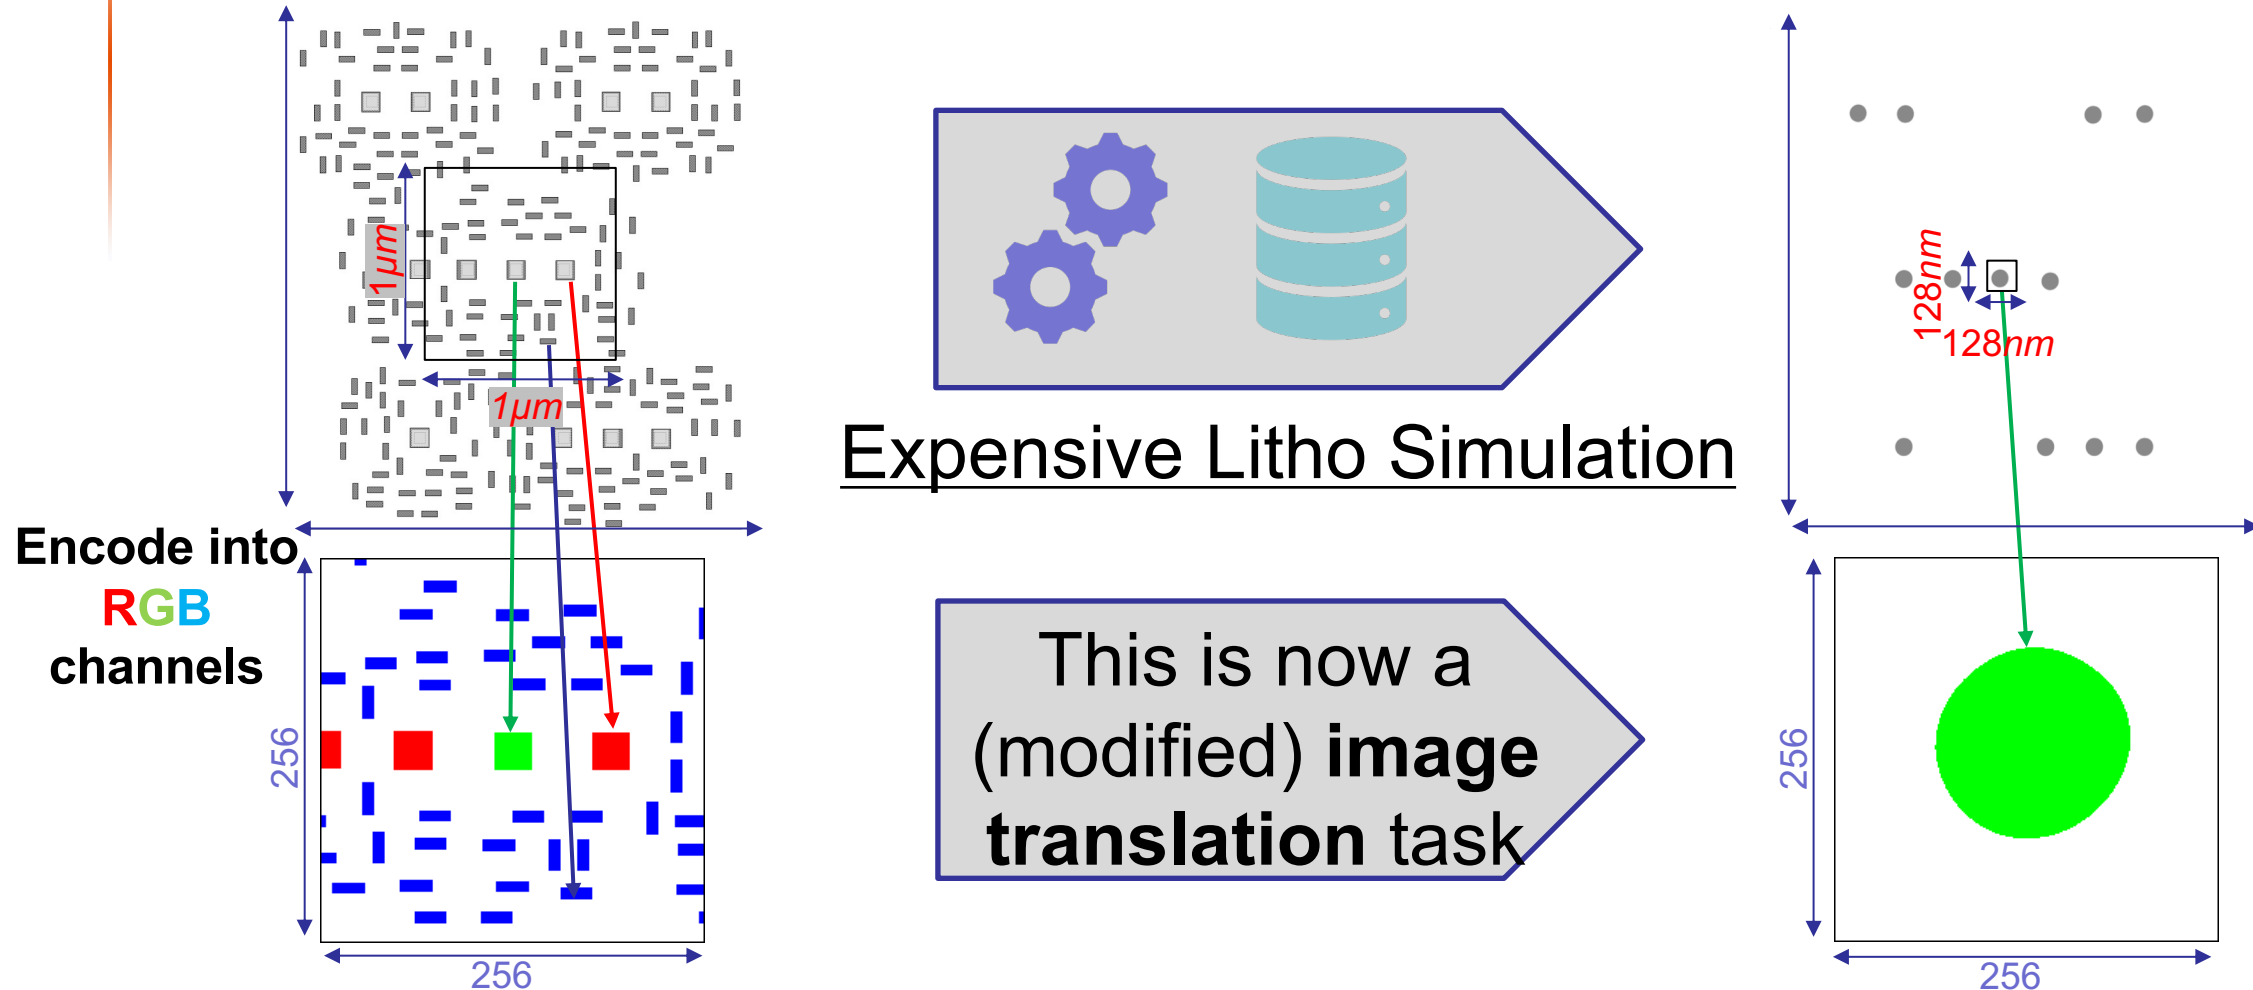 1μm
1μm
Expensive Litho Simulation
128nm
128nm
Encode into
RGB
channels
256
256
This is now a
(modified) image
translation task
256
256